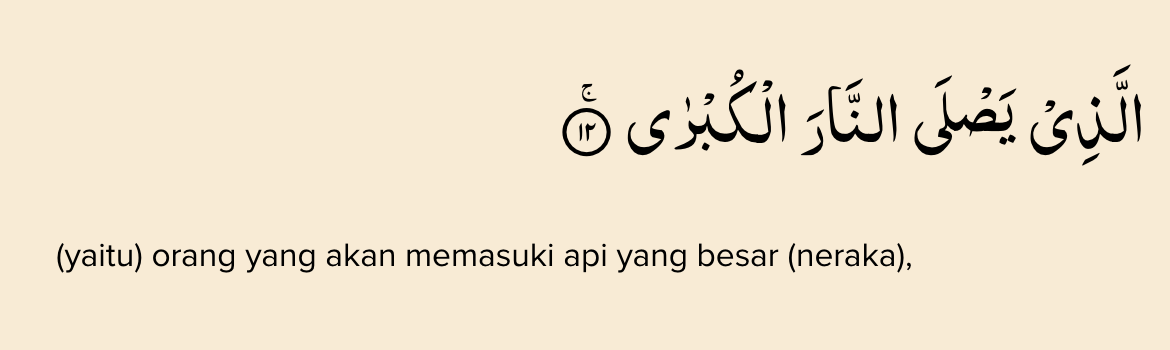 الَّذِيْ يَصْلَى النَّارَ الْكُبْرٰى ۚ ١٢
(yaitu) orang yang akan memasuki api yang besar (neraka),